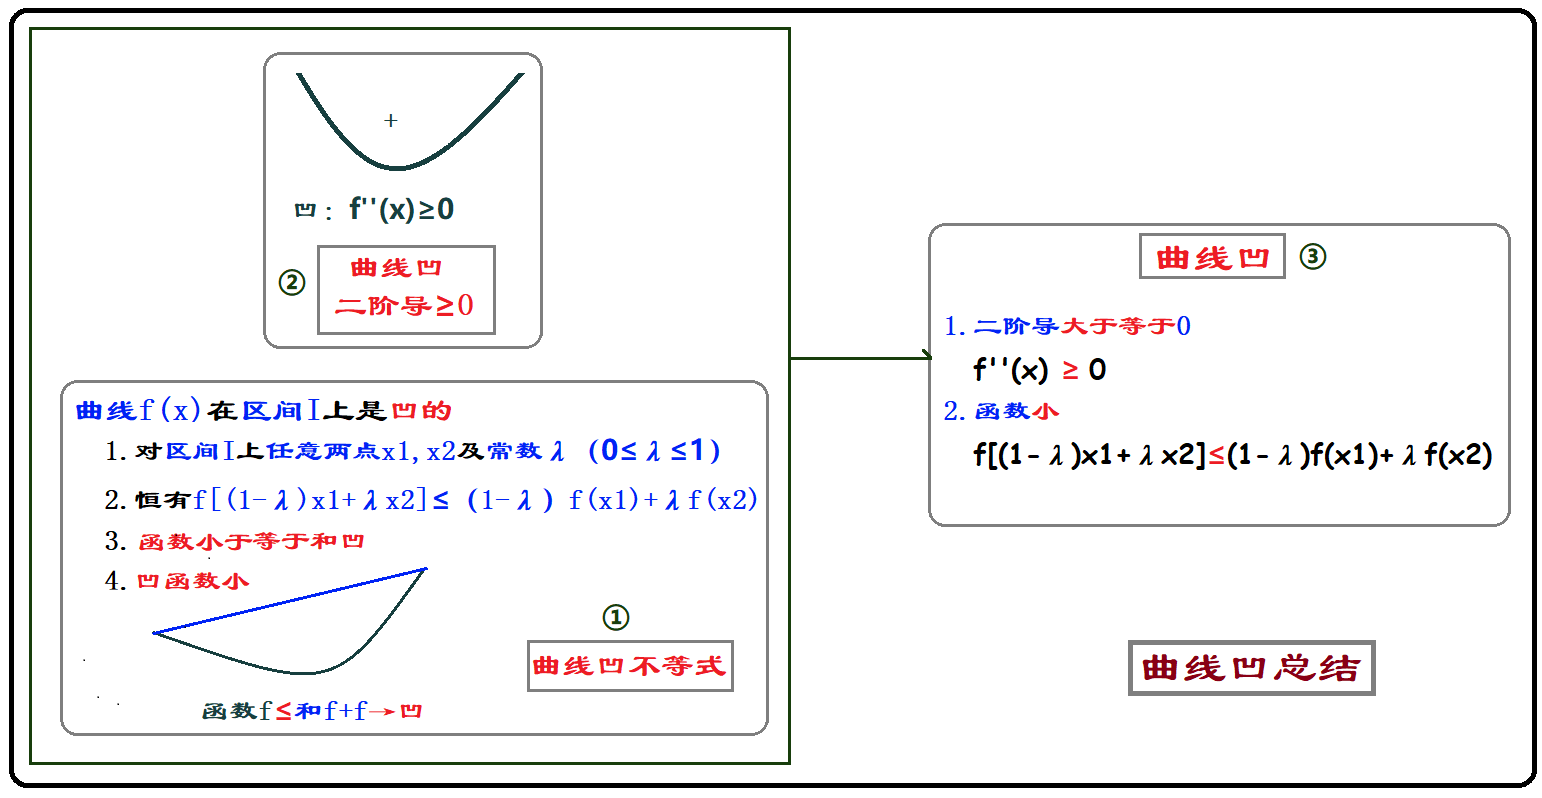 +
凹：f''(x)≥0
②
曲线凹
二阶导≥0
曲线f(x)在区间I上是凹的
1.对区间I上任意两点x1,x2及常数λ（0≤λ≤1）
2.恒有f[(1-λ)x1+λx2]≤（1-λ）f(x1)+λf(x2)
3.函数小于等于和凹
4.凹函数小
①
曲线凹不等式
函数f≤和f+f→凹
曲线凹 ③
1.二阶导大于等于0
f''(x) ≥ 0
2.函数小
f[(1-λ)x1+λx2]≤(1-λ)f(x1)+λf(x2)
曲线凹总结